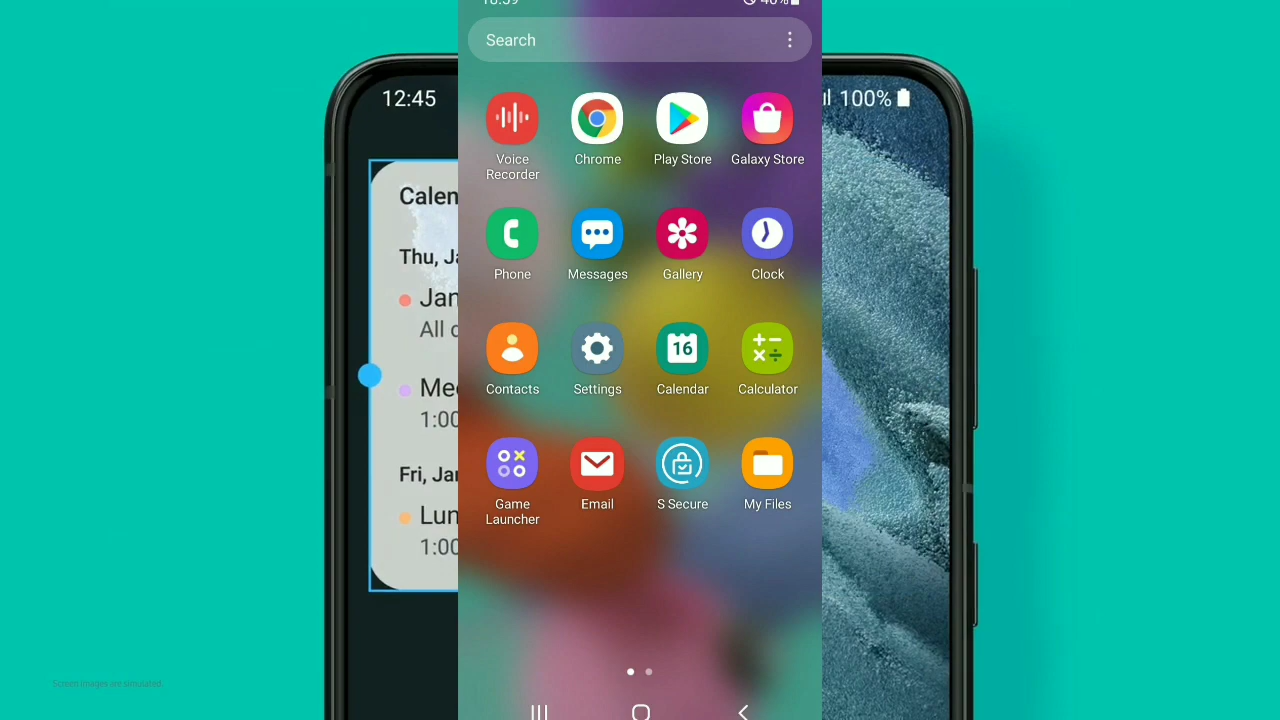 12:45
100%
Search
Voice
Recorder
Chrome
Play Store
Galaxy Store
Calen
Thu, Ja
Jan
All d
Phone
Messages
Gallery
Clock
16
Contacts
Settings
Calendar
Calculator
Mee
1:00
Fri, Jan
Lun
1:00
Game
Launcher
Email
S Secure
My Files
Screen images are simulated.